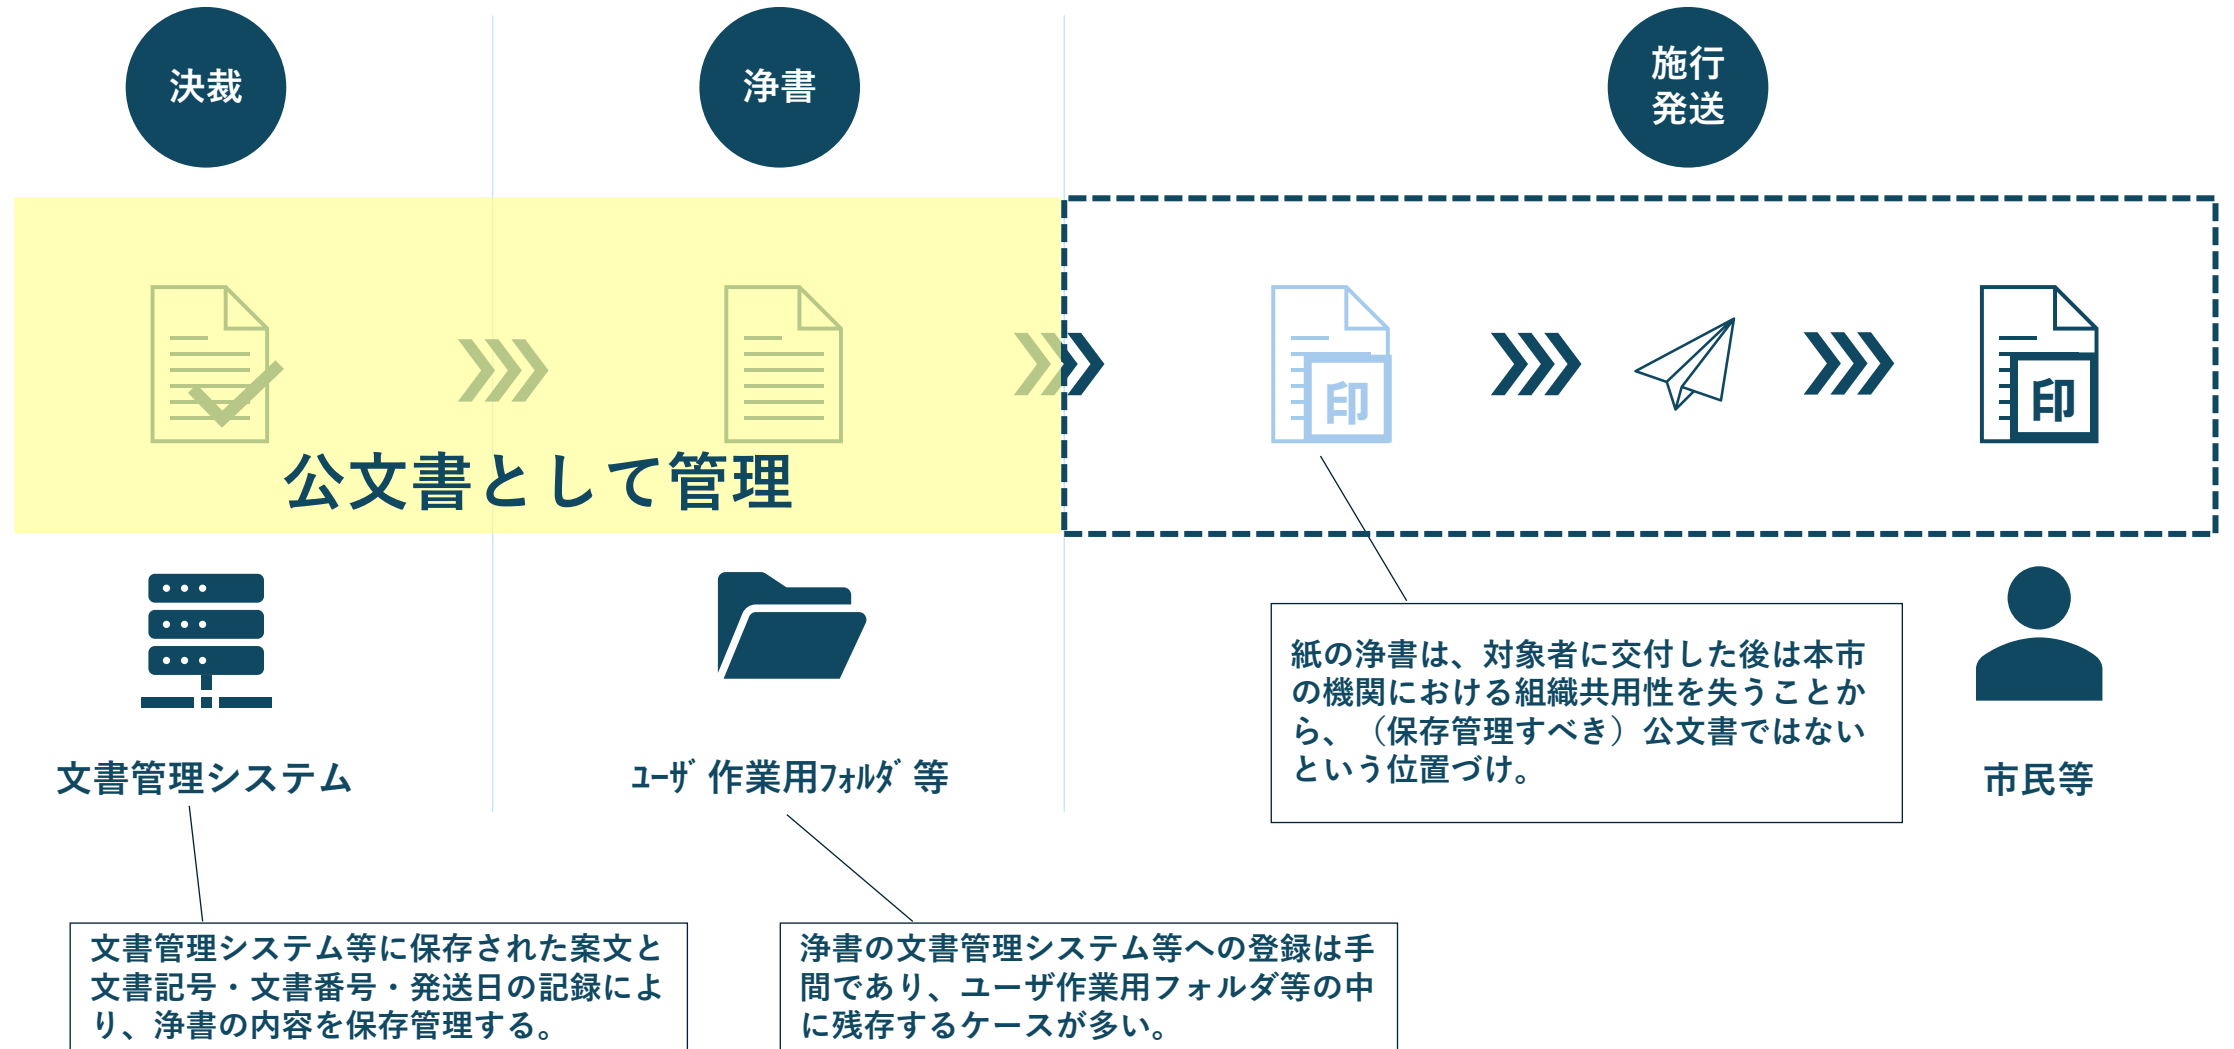 決裁
浄書
施行
発送
印
印
公文書として管理
文書管理システム
ﾕｰｻﾞ作業用ﾌｫﾙﾀﾞ等
市民等
紙の浄書は、対象者に交付した後は本市
の機関における組織共用性を失うことか
ら、（保存管理すべき）公文書ではない
という位置づけ。
文書管理システム等に保存された案文と
文書記号・文書番号・発送日の記録によ
り、浄書の内容を保存管理する。
浄書の文書管理システム等への登録は手
間であり、ユーザ作業用フォルダ等の中
に残存するケースが多い。